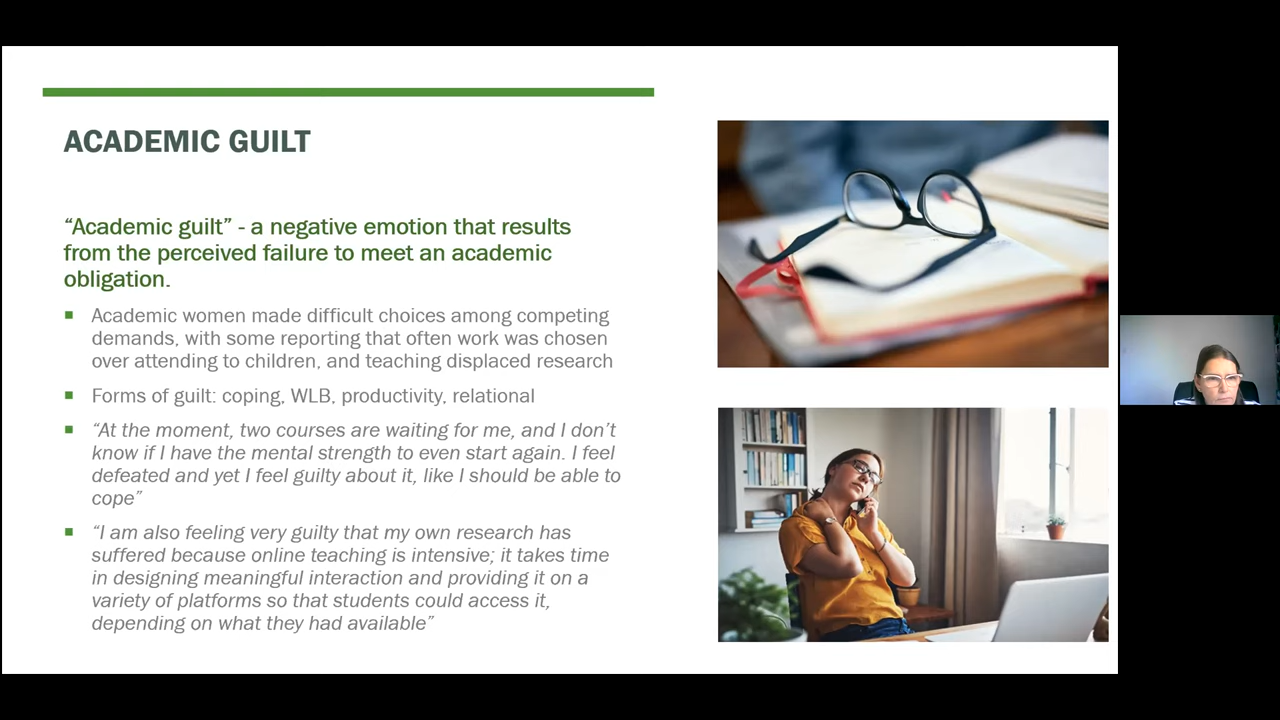 ACADEMIC GUILT
“Academic guilt” - a negative emotion that results
from the perceived failure to meet an academic
obligation.
Academic women made difficult choices among competing
demands, with some reporting that often work was chosen
over attending to children, and teaching displaced research
Forms of guilt: coping, WLB, productivity, relational
“At the moment, two courses are waiting for me, and I don’t
know if I have the mental strength to even start again. I feel
defeated and yet I feel guilty about it, like I should be able to
cope”
“I am also feeling very guilty that my own research has
suffered because online teaching is intensive; it takes time
in designing meaningful interaction and providing it on a
variety of platforms so that students could access it,
depending on what they had available”